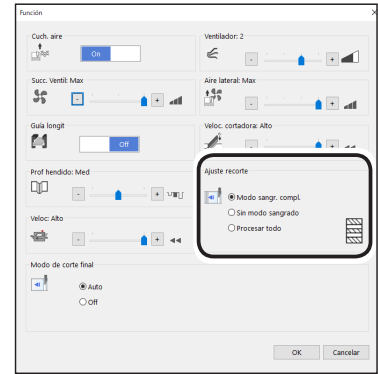 Función
Cuch. aire
On
Ventilador: 2
- +
Succ. Ventil: Max
- +
Aire lateral: Max
- +
Guía longit
Off
Veloc. cortadora: Alto
- +
Prof hendido: Med
- +
Ajuste recorte
Modo sangr. compl.
Sin modo sangrado
Procesar todo
Veloc: Alto
- +
Modo de corte final
Auto
Off
OK Cancelar